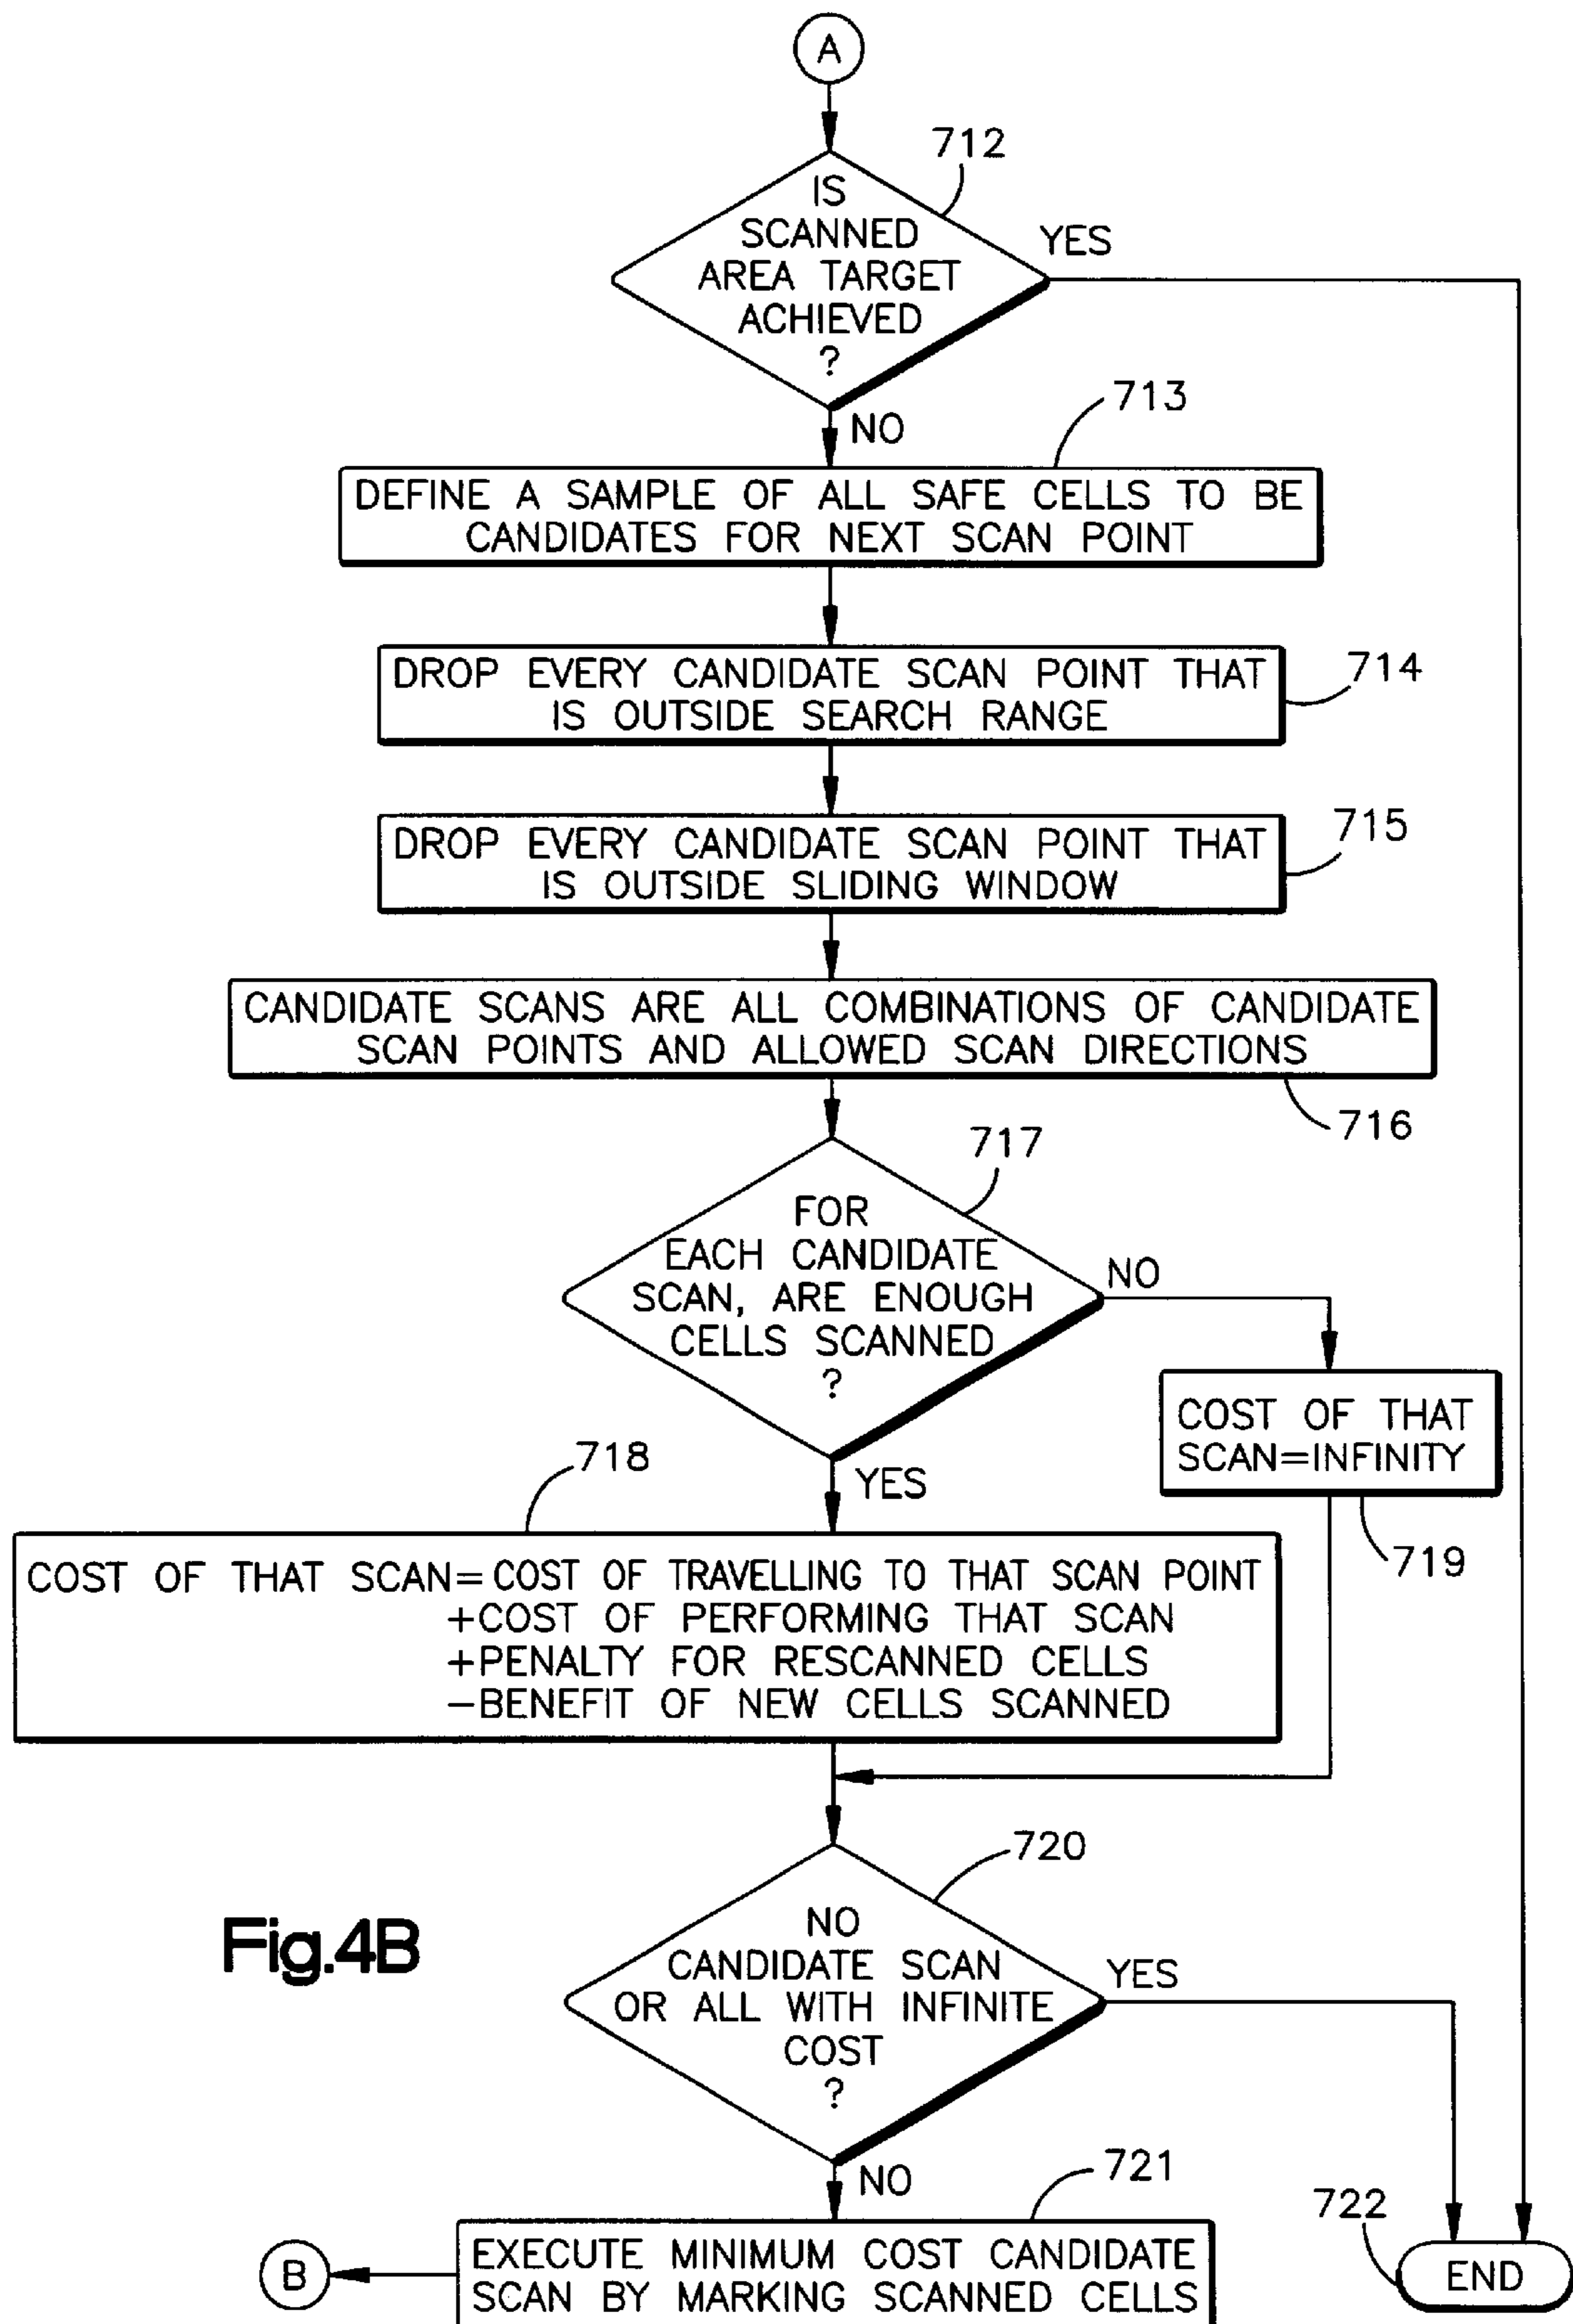 A
712
IS
SCANNED
AREA TARGET
ACHIEVED
?
YES
NO
713
DEFINE A SAMPLE OF ALL SAFE CELLS TO BE
CANDIDATES FOR NEXT SCAN POINT
DROP EVERY CANDIDATE SCAN POINT THAT
IS OUTSIDE SEARCH RANGE
714
DROP EVERY CANDIDATE SCAN POINT THAT
IS OUTSIDE SLIDING WINDOW
715
CANDIDATE SCANS ARE ALL COMBINATIONS OF CANDIDATE
SCAN POINTS AND ALLOWED SCAN DIRECTIONS
716
717
FOR
EACH CANDIDATE
SCAN, ARE ENOUGH
CELLS SCANNED
?
NO
YES
COST OF THAT
SCAN=INFINITY
719
718
COST OF THAT SCAN=COST OF TRAVELLING TO THAT SCAN POINT
+COST OF PERFORMING THAT SCAN
+PENALTY FOR RESCANNED CELLS
-BENEFIT OF NEW CELLS SCANNED
720
NO
CANDIDATE SCAN
OR ALL WITH INFINITE
COST
?
YES
NO
Fig.4B
721
EXECUTE MINIMUM COST CANDIDATE
SCAN BY MARKING SCANNED CELLS
B
722
END